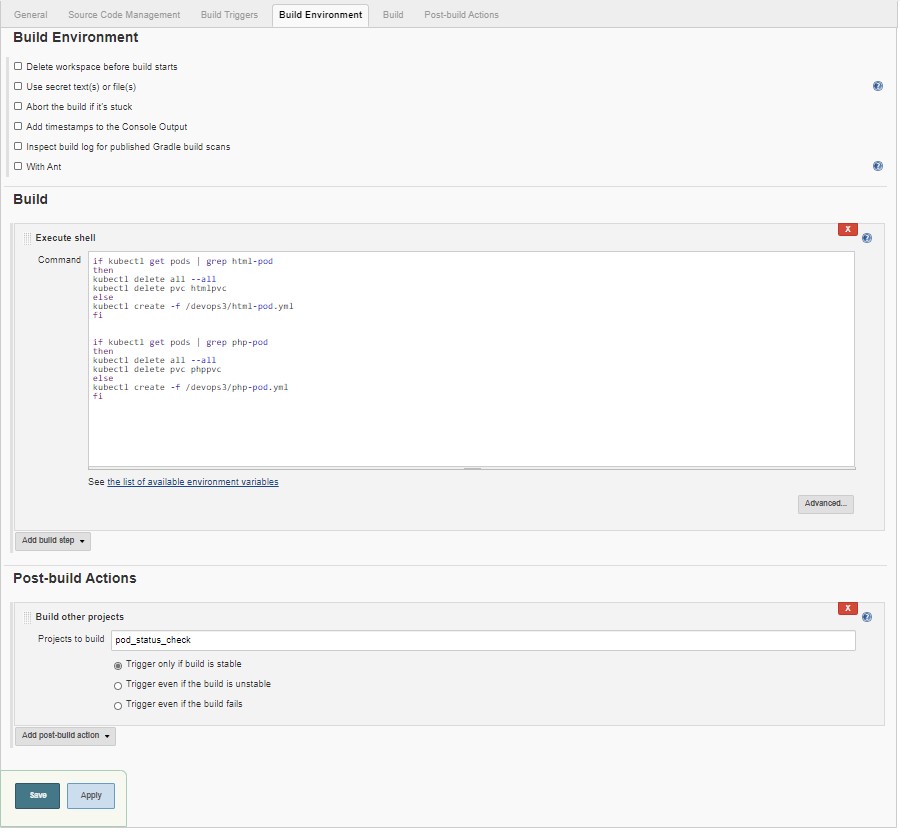 General Source Code Management Build Triggers Build Environment Build Post-build Actions
Build Environment
Delete workspace before build starts
Use secret text(s) or file(s)
Abort the build if it's stuck
Add timestamps to the Console Output
Inspect build log for published Gradle build scans
With Ant
Build
X
Execute shell
Command
if kubectl get pods | grep html-pod
then
kubectl delete all --all
kubectl delete pvc htmlpvc
else
kubectl create -f /devops3/html-pod.yml
fi
if kubectl get pods | grep php-pod
then
kubectl delete all --all
kubectl delete pvc phppvc
else
kubectl create -f /devops3/php-pod.yml
fi
See the list of available environment variables
Advanced...
Add build step
Post-build Actions
X
Build other projects
Projects to build pod_status_check
Trigger only if build is stable
Trigger even if the build is unstable
Trigger even if the build fails
Add post-build action
Save Apply